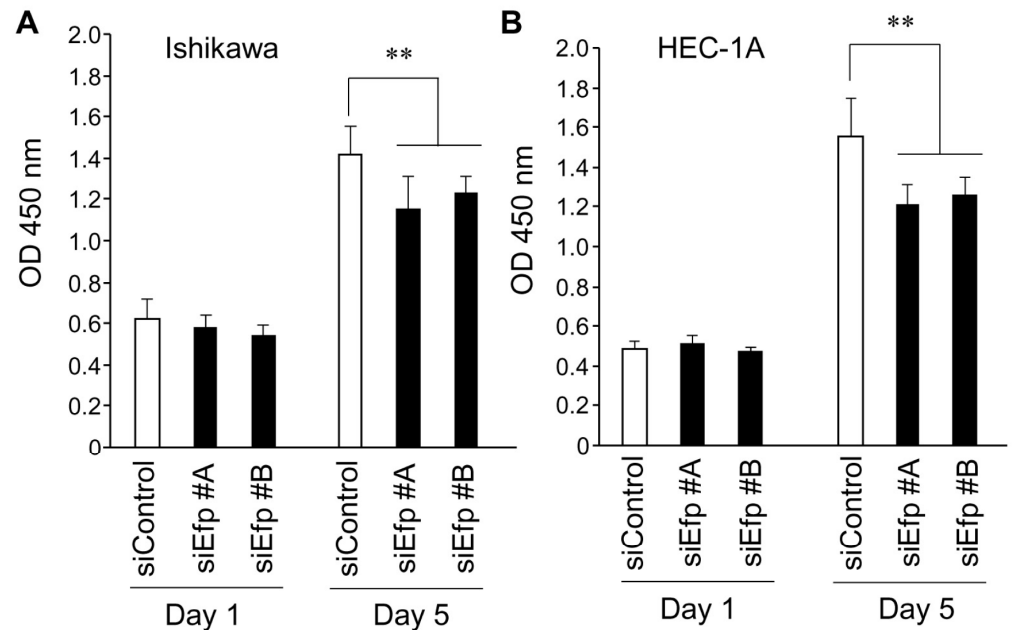 A
Ishikawa
**
OD 450 nm
2.0
1.8
1.6
1.4
1.2
1.0
0.8
0.6
0.4
0.2
0
siControl
siEfp #A
siEfp #B
siControl
siEfp #A
siEfp #B
Day 1
Day 5
B
HEC-1A
**
OD 450 nm
2.0
1.8
1.6
1.4
1.2
1.0
0.8
0.6
0.4
0.2
0
siControl
siEfp #A
siEfp #B
siControl
siEfp #A
siEfp #B
Day 1
Day 5